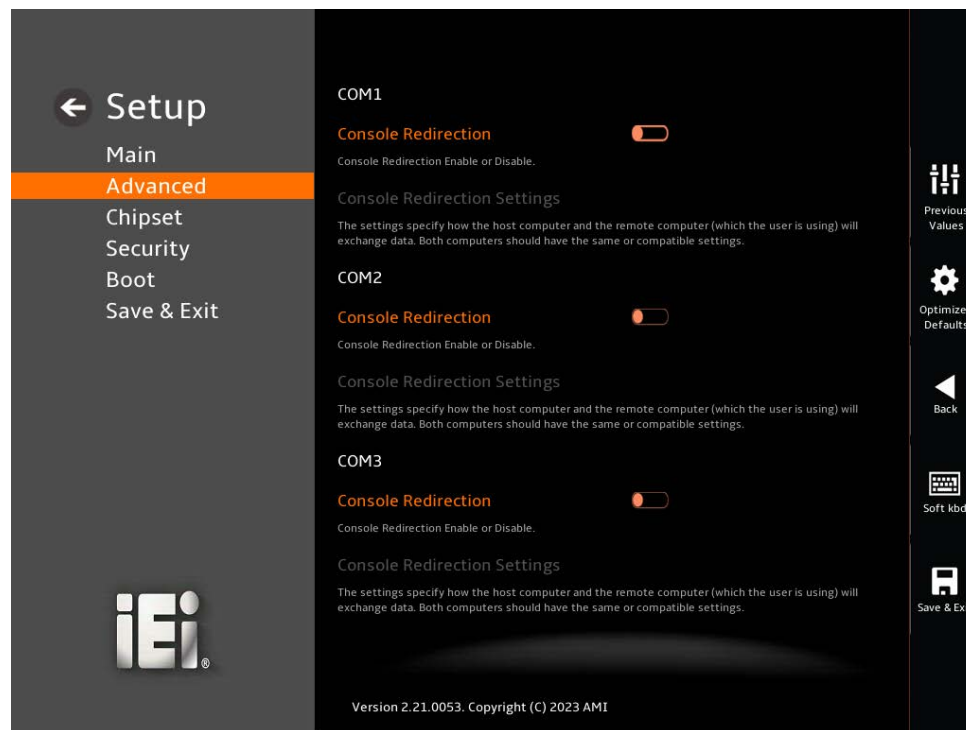 Setup
Main
Advanced
Chipset
Security
Boot
Save & Exit
iEi®
COM1
Console Redirection
Console Redirection Enable or Disable.
Console Redirection Settings
The settings specify how the host computer and the remote computer (which the user is using) will
exchange data. Both computers should have the same or compatible settings.
COM2
Console Redirection
Console Redirection Enable or Disable.
Console Redirection Settings
The settings specify how the host computer and the remote computer (which the user is using) will
exchange data. Both computers should have the same or compatible settings.
COM3
Console Redirection
Console Redirection Enable or Disable.
Console Redirection Settings
The settings specify how the host computer and the remote computer (which the user is using) will
exchange data. Both computers should have the same or compatible settings.
Version 2.21.0053. Copyright (C) 2023 AMI
Previous
Values
Optimize
Defaults
Back
Soft kbd
Save & Ex